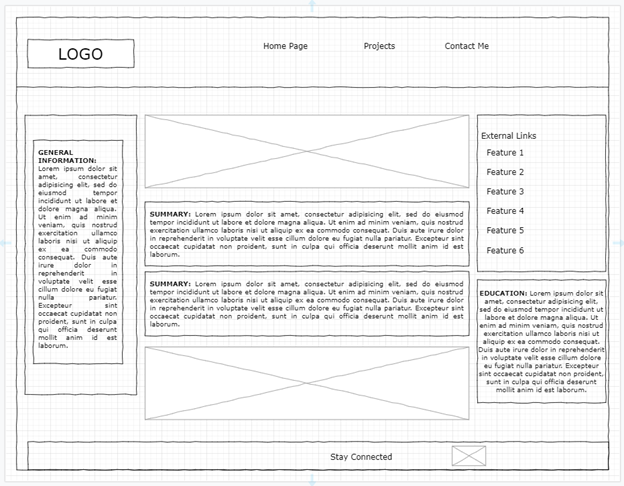 LOGO
Home Page
Projects
Contact Me
GENERAL
INFORMATION:
Lorem ipsum dolor sit
amet, consectetur
adipisicing elit, sed do
eiusmod tempor
incididunt ut labore et
dolore magna aliqua.
Ut enim ad minim
veniam, quis nostrud
exercitation ullamco
laboris nisi ut aliquip
ex ea commodo
consequat. Duis aute
irure dolor in
reprehenderit in
voluptate velit esse
cillum dolore eu fugiat
nulla pariatur.
Excepteur sint
occaecat cupidatat non
proident, sunt in culpa
qui officia deserunt
mollit anim id est
laborum.
SUMMARY: Lorem ipsum dolor sit amet, consectetur adipisicing elit, sed do eiusmod
tempor incididunt ut labore et dolore magna aliqua. Ut enim ad minim veniam, quis nostrud
exercitation ullamco laboris nisi ut aliquip ex ea commodo consequat. Duis aute irure dolor
in reprehenderit in voluptate velit esse cillum dolore eu fugiat nulla pariatur. Excepteur sint
occaecat cupidatat non proident, sunt in culpa qui officia deserunt mollit anim id est
laborum.
SUMMARY: Lorem ipsum dolor sit amet, consectetur adipisicing elit, sed do eiusmod
tempor incididunt ut labore et dolore magna aliqua. Ut enim ad minim veniam, quis nostrud
exercitation ullamco laboris nisi ut aliquip ex ea commodo consequat. Duis aute irure dolor
in reprehenderit in voluptate velit esse cillum dolore eu fugiat nulla pariatur. Excepteur sint
occaecat cupidatat non proident, sunt in culpa qui officia deserunt mollit anim id est
laborum.
External Links
Feature 1
Feature 2
Feature 3
Feature 4
Feature 5
Feature 6
EDUCATION: Lorem ipsum dolor sit
amet, consectetur adipisicing elit,
sed do eiusmod tempor incididunt ut
labore et dolore magna aliqua. Ut
enim ad minim veniam, quis nostrud
exercitation ullamco laboris nisi ut
aliquip ex ea commodo consequat.
Duis aute irure dolor in reprehenderit
in voluptate velit esse cillum dolore
eu fugiat nulla pariatur. Excepteur
sint occaecat cupidatat non proident,
sunt in culpa qui officia deserunt
mollit anim id est laborum.
Stay Connected